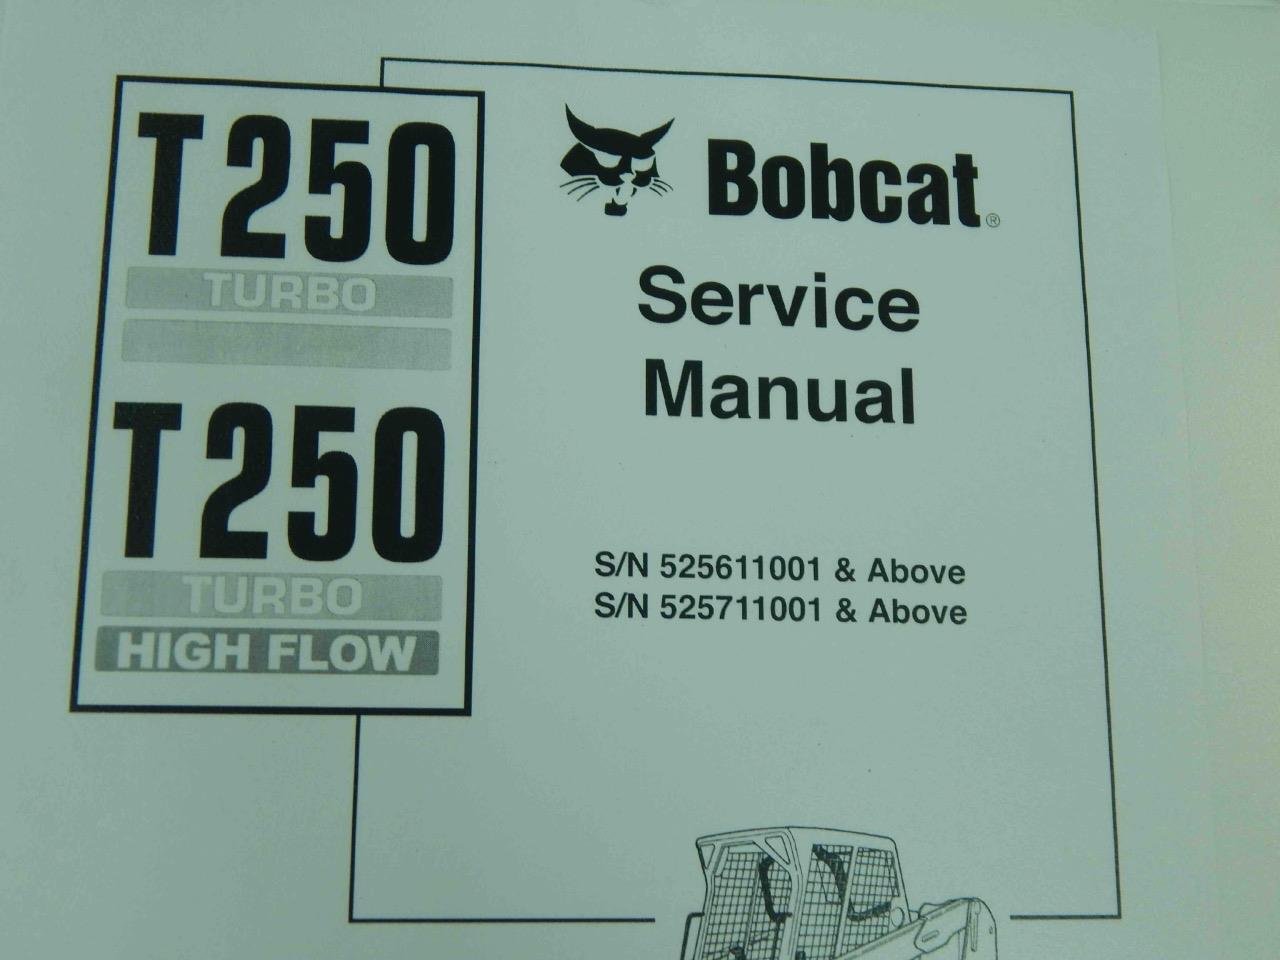 T250
TURBO
T250
TURBO
HIGH FLOW
Bobcat®
Service
Manual
S/N 525611001 & Above
S/N 525711001 & Above